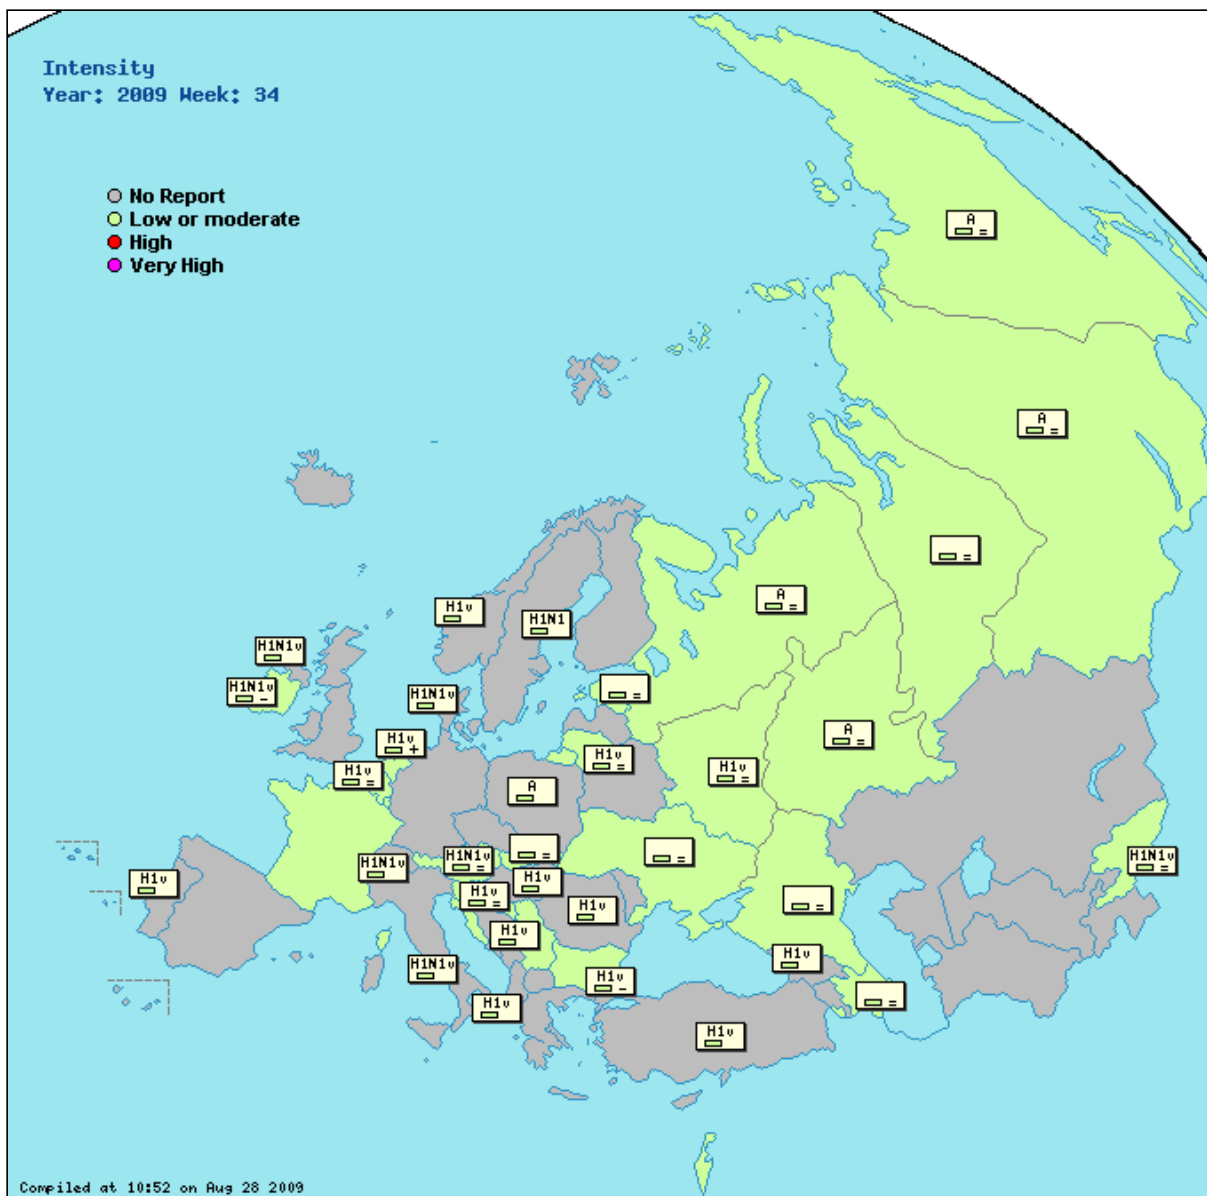 Intensity
Year: 2009 Week: 34
No Report
Low or moderate
High
Very High
A
=
A
=
=
A
=
H1v
H1N1
H1N1v
H1N1v
-
=
H1N1v
A
=
H1v
+
H1v
=
H1v
=
H1v
=
A
=
=
H1N1v
H1N1v
=
H1N1v
=
H1v
H1v
H1v
=
=
H1v
H1v
H1v
H1N1v
H1v
-
=
H1v
H1v
Compiled at 10:52 on Aug 28 2009